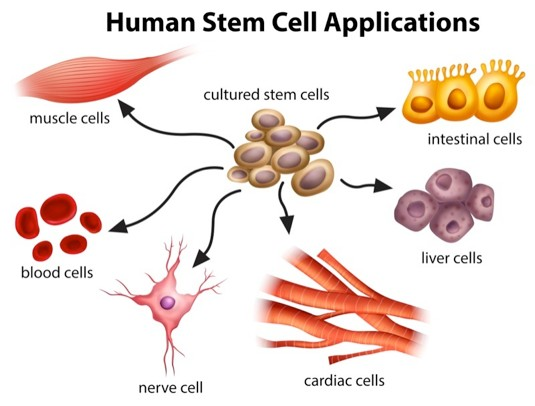 Human Stem Cell Applications
cultured stem cells
muscle cells
intestinal cells
blood cells
liver cells
nerve cell
cardiac cells